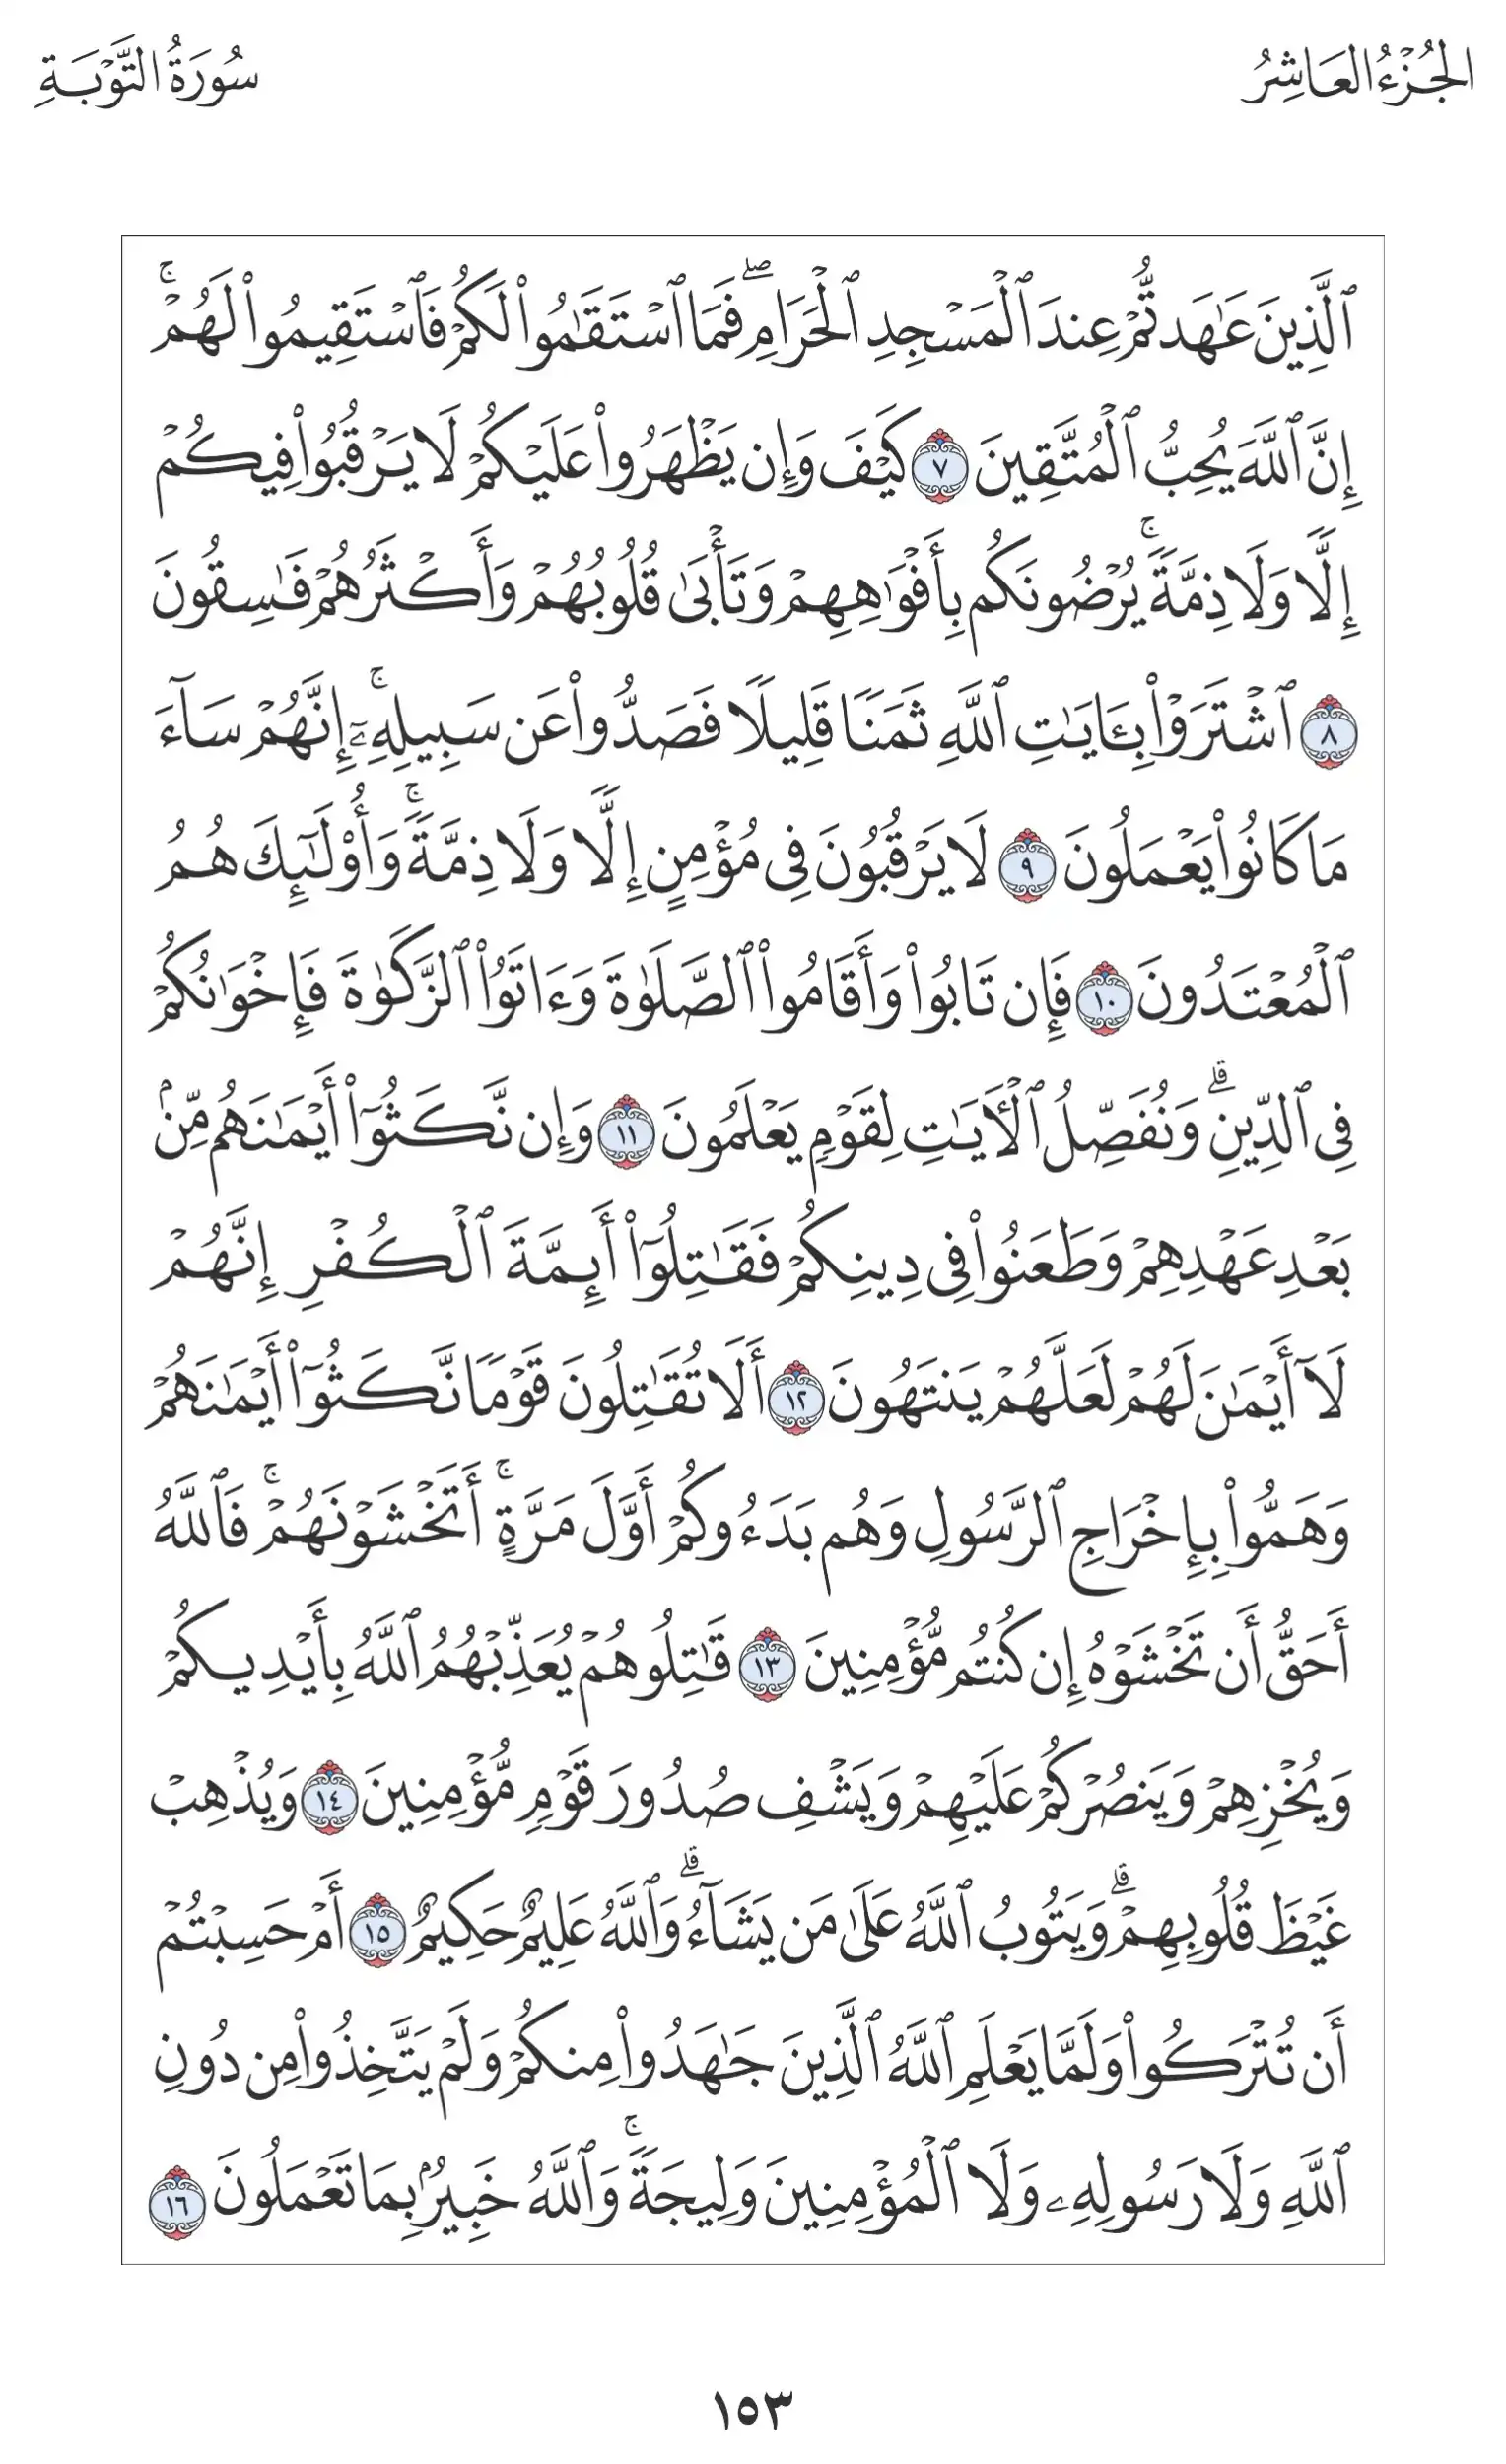 الجُزْءُ العَاشِرُ
سُورَةُ التَّوْبَةِ
ٱلَّذِينَ عَٰهَدتُّمْ عِندَ ٱلْمَسْجِدِ ٱلْحَرَامِۖ فَمَا ٱسْتَقَٰمُوا۟ لَكُمْ فَٱسْتَقِيمُوا۟ لَهُمْۚ
إِنَّ ٱللَّهَ يُحِبُّ ٱلْمُتَّقِينَ ٧ كَيْفَ وَإِن يَظْهَرُوا۟ عَلَيْكُمْ لَا يَرْقُبُوا۟ فِيكُمْ
إِلًّا وَلَا ذِمَّةًۚ يُرْضُونَكُم بِأَفْوَٰهِهِمْ وَتَأْبَىٰ قُلُوبُهُمْ وَأَكْثَرُهُمْ فَٰسِقُونَ
٨ ٱشْتَرَوْا۟ بِـَٔايَٰتِ ٱللَّهِ ثَمَنًا قَلِيلًا فَصَدُّوا۟ عَن سَبِيلِهِۦٓۚ إِنَّهُمْ سَآءَ
مَا كَانُوا۟ يَعْمَلُونَ ٩ لَا يَرْقُبُونَ فِى مُؤْمِنٍ إِلًّا وَلَا ذِمَّةًۚ وَأُو۟لَٰٓئِكَ هُمُ
ٱلْمُعْتَدُونَ ١٠ فَإِن تَابُوا۟ وَأَقَامُوا۟ ٱلصَّلَوٰةَ وَءَاتَوُا۟ ٱلزَّكَوٰةَ فَإِخْوَٰنُكُمْ
فِى ٱلدِّينِۗ وَنُفَصِّلُ ٱلْـَٔايَٰتِ لِقَوْمٍ يَعْلَمُونَ ١١ وَإِن نَّكَثُوٓا۟ أَيْمَٰنَهُم مِّنۢ
بَعْدِ عَهْدِهِمْ وَطَعَنُوا۟ فِى دِينِكُمْ فَقَٰتِلُوٓا۟ أَئِمَّةَ ٱلْكُفْرِ إِنَّهُمْ
لَآ أَيْمَٰنَ لَهُمْ لَعَلَّهُمْ يَنتَهُونَ ١٢ أَلَا تُقَٰتِلُونَ قَوْمًا نَّكَثُوٓا۟ أَيْمَٰنَهُمْ
وَهَمُّوا۟ بِإِخْرَاجِ ٱلرَّسُولِ وَهُم بَدَءُوكُمْ أَوَّلَ مَرَّةٍۚ أَتَخْشَوْنَهُمْۚ فَٱللَّهُ
أَحَقُّ أَن تَخْشَوْهُ إِن كُنتُم مُّؤْمِنِينَ ١٣ قَٰتِلُوهُمْ يُعَذِّبْهُمُ ٱللَّهُ بِأَيْدِيكُمْ
وَيُخْزِهِمْ وَيَنصُرْكُمْ عَلَيْهِمْ وَيَشْفِ صُدُورَ قَوْمٍ مُّؤْمِنِينَ ١٤ وَيُذْهِبْ
غَيْظَ قُلُوبِهِمْۗ وَيَتُوبُ ٱللَّهُ عَلَىٰ مَن يَشَآءُۗ وَٱللَّهُ عَلِيمٌ حَكِيمٌ ١٥ أَمْ حَسِبْتُمْ
أَن تُتْرَكُوا۟ وَلَمَّا يَعْلَمِ ٱللَّهُ ٱلَّذِينَ جَٰهَدُوا۟ مِنكُمْ وَلَمْ يَتَّخِذُوا۟ مِن دُونِ
ٱللَّهِ وَلَا رَسُولِهِۦ وَلَا ٱلْمُؤْمِنِينَ وَلِيجَةًۚ وَٱللَّهُ خَبِيرٌۢ بِمَا تَعْمَلُونَ ١٦
١٥٣